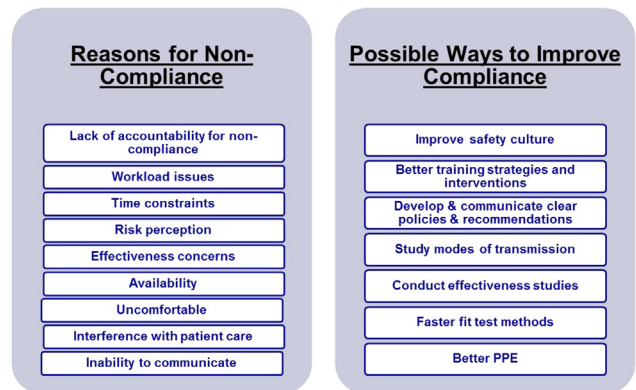 Reasons for Non-
Compliance
Lack of accountability for non-
compliance
Workload issues
Time constraints
Risk perception
Effectiveness concerns
Availability
Uncomfortable
Interference with patient care
Inability to communicate
Possible Ways to Improve
Compliance
Improve safety culture
Better training strategies and
interventions
Develop & communicate clear
policies & recommendations
Study modes of transmission
Conduct effectiveness studies
Faster fit test methods
Better PPE